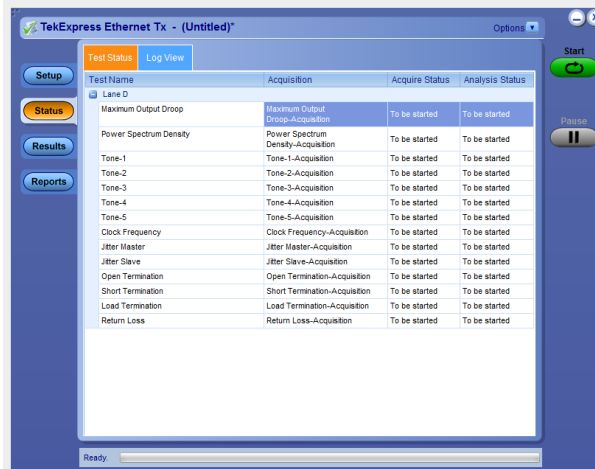 TekExpress Ethernet Tx - (Untitled)*
Options
Start
Pause
Setup
Status
Results
Reports
Test Status Log View
Test Name Acquisition Acquire Status Analysis Status
Lane D
Maximum Output Droop Maximum Output Droop-Acquisition To be started To be started
Power Spectrum Density Power Spectrum Density-Acquisition To be started To be started
Tone-1 Tone-1-Acquisition To be started To be started
Tone-2 Tone-2-Acquisition To be started To be started
Tone-3 Tone-3-Acquisition To be started To be started
Tone-4 Tone-4-Acquisition To be started To be started
Tone-5 Tone-5-Acquisition To be started To be started
Clock Frequency Clock Frequency-Acquisition To be started To be started
Jitter Master Jitter Master-Acquisition To be started To be started
Jitter Slave Jitter Slave-Acquisition To be started To be started
Open Termination Open Termination-Acquisition To be started To be started
Short Termination Short Termination-Acquisition To be started To be started
Load Termination Load Termination-Acquisition To be started To be started
Return Loss Return Loss-Acquisition To be started To be started
Ready.